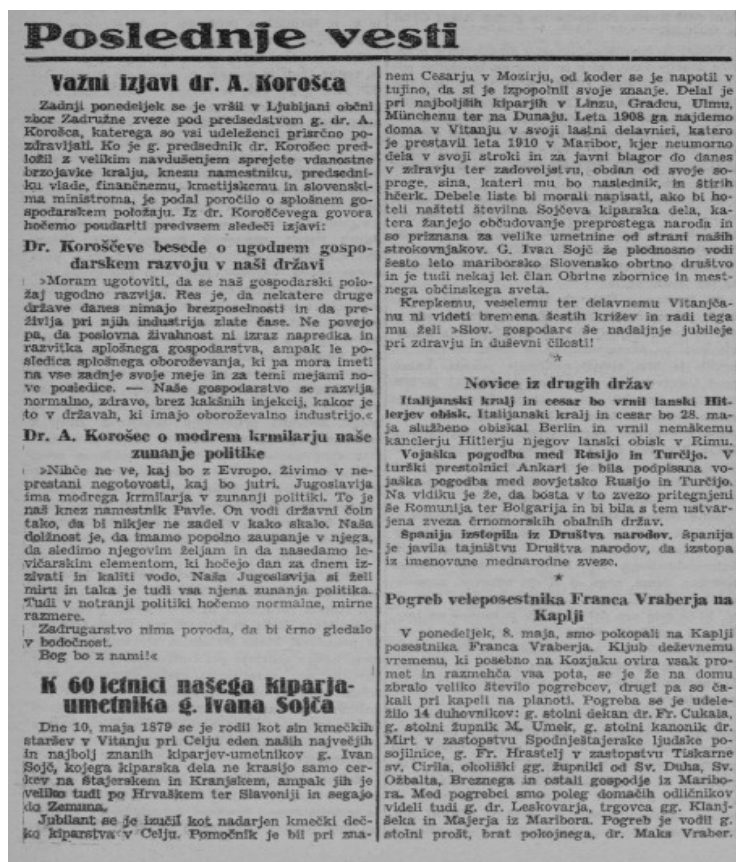 Poslednje vesti
Važni izjavi dr. A. Korošca
Zadnji ponedeljek se je vršil v Ljubljani občni
zbor Zadružne zveze pod predsedstvom g. dr. A.
Korošca, katerega so vsi udeleženci prisrčno po-
zdravljali. Ko je g. predsednik dr. Korošec pred-
ložil z velikim navdušenjem sprejete vdanostne
brzojavke kralju, knezu namestniku, predsedni-
ku vlade, finančnemu, kmetijskemu in slovenski-
ma ministroma, je podal poročilo o splošnem go-
spodarskem položaju. Iz dr. Koroščevega govora
hočemo poudariti predvsem sledeči izjavi:
Dr. Koroščeve besede o ugodnem gospo-
darskem razvoju v naši državi
»Moram ugotoviti, da se naš gospodarski polo-
žaj ugodno razvija. Res je, da nekatere druge
države danes nimajo brezposelnosti in da pre-
življa pri njih industrija zlate čase. Ne povejo
pa, da poslovna živahnost ni izraz napredka in
razvitka splošnega gospodarstva, ampak le po-
sledica splošnega oboroževanja, ki pa mora imeti
na vse zadnje svoje meje in za temi mejami no-
ve posledice. — Naše gospodarstvo se razvija
normalno, zdravo, brez kakšnih injekcij, kakor je
to v državah, ki imajo oboroževalno industrijo.«
Dr. A. Korošec o modrem krmilarju naše
zunanje politike
»Nihče ne ve, kaj bo z Evropo. Živimo v ne-
prestani negotovosti, kaj bo jutri. Jugoslavija
ima modrega krmilarja v zunanji politiki. To je
naš knez namestnik Pavle. On vodi državni čoln
tako, da bi nikjer ne zadel v kako skalo. Naša
dolžnost je, da imamo popolno zaupanje v njega,
da sledimo njegovim željam in da nasedamo le-
vičarskim elementom, ki hočejo dan za dnem iz-
zivati in kaliti vodo. Naša Jugoslavija si želi
miru in taka je tudi vsa njena zunanja politika.
Tudi v notranji politiki hočemo normalne, mirne
razmere.
Zadrugarstvo nima povoda, da bi črno gledalo
v bodočnost.
Bog bo z nami!«
K 60 letnici našega kiparja-
umetnika g. Ivana Sojča
Dne 10. maja 1879 se je rodil kot sin kmečkih
staršev v Vitanju pri Celju eden naših največjih
in najbolj znanih kiparjev-umetnikov g. Ivan
Sojč, kojega kiparska dela ne krasijo samo cer-
kev na Štajerskem in Kranjskem, ampak jih je
veliko tudi po Hrvaškem ter Slavoniji in segajo
do Zemuna.
Jubilant se je izučil kot nadarjen kmečki deč-
ko kiparstva v Celju. Pomočnik je bil pri zna-
nem Cesarju v Mozirju, od koder se je napotil v
tujino, da si je izpopolnil svoje znanje. Delal je
pri najboljših kiparjih v Linzu, Gradcu, Ulmu,
Münchenu ter na Dunaju. Leta 1908 ga najdemo
doma v Vitanju v svoji lastni delavnici, katero
je prestavil leta 1910 v Maribor, kjer neumorno
dela v svoji stroki in za javni blagor do danes
v zdravju ter zadovoljstvu, obdan od svoje so-
proge, sina, kateri mu bo naslednik, in štirih
hčerk. Debele liste bi morali napisati, ako bi ho-
teli našteti številna Sojčeva kiparska dela, ka-
tera žanjejo občudovanje preprostega naroda in
so priznana za velike umetnine od strani naših
strokovnjakov. G. Ivan Sojč že plodnosno vodi
šesto leto mariborsko Slovensko obrtno društvo
in je tudi nekaj let član Obrtne zbornice in mest-
nega občinskega sveta.
Krepkemu, veselemu ter delavnemu Vitanjča-
nu ni videti bremena šestih križev in radi tega
mu želi »Slov. gospodar« še nadaljnje jubileje
pri zdravju in duševni čilosti!
*
Novice iz drugih držav
Italijanski kralj in cesar bo vrnil lanski Hit-
lerjev obisk. Italijanski kralj in cesar bo 28. ma-
ja službeno obiskal Berlin in vrnil nemškemu
kanclerju Hitlerju njegov lanski obisk v Rimu.
Vojaška pogodba med Rusijo in Turčijo. V
turški prestolnici Ankari je bila podpisana vo-
jaška pogodba med sovjetsko Rusijo in Turčijo.
Na vidiku je že, da bosta v to zvezo pritegnjeni
še Romunija ter Bolgarija in bi bila s tem ustvar-
jena zveza črnomorskih obalnih držav.
Španija izstopila iz Društva narodov. Španija
je javila tajništvu Društva narodov, da izstopa
iz imenovane mednarodne zveze.
*
Pogreb veleposestnika Franca Vraberja na
Kaplji
V ponedeljek, 8. maja, smo pokopali na Kaplji
posestnika Franca Vraberja. Kljub deževnemu
vremenu, ki posebno na Kozjaku ovira vsak pro-
met in razmehča vsa pota, se je že na domu
zbralo veliko število pogrebcev, drugi pa so ča-
kali pri kapeli na planoti. Pogreba se je udele-
žilo 14 duhovnikov: g. stolni dekan dr. Fr. Cukala,
g. stolni župnik M. Umek, g. stolni kanonik dr.
Mirt v zastopstvu Spodnještajerske ljudske po-
sojilnice, g. Fr. Hrastelj v zastopstvu Tiskarne
sv. Cirila, okoliški gg. župniki od Sv. Duha, Sv.
Ožbalta, Breznega in ostali gospodje iz Maribo-
ra. Med pogrebci smo poleg domačih odličnikov
videli tudi g. dr. Leskovarja, trgovca gg. Klanj-
šeka in Majerja iz Maribora. Pogreb je vodil g.
stolni prošt, brat pokojnega, dr. Maks Vraber.